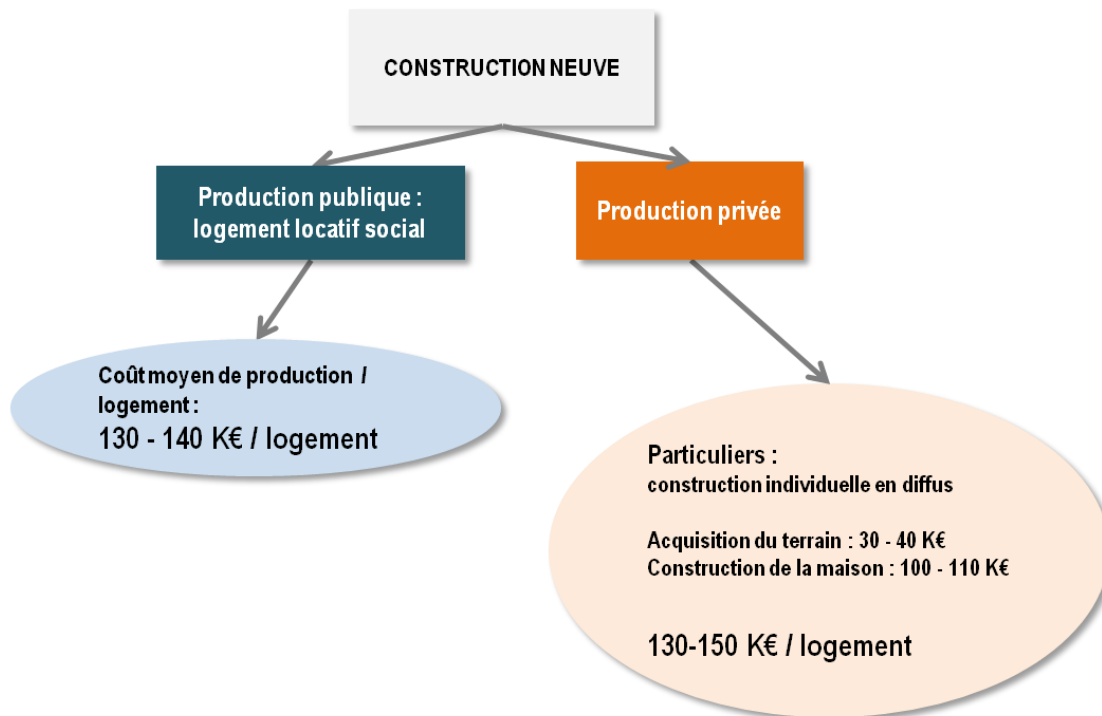 CONSTRUCTION NEUVE
Production publique :
logement locatif social
Production privée
Coût moyen de production /
logement :
130 - 140 K€ / logement
Particuliers :
construction individuelle en diffus
Acquisition du terrain : 30 - 40 K€
Construction de la maison : 100 - 110 K€
130-150 K€ / logement